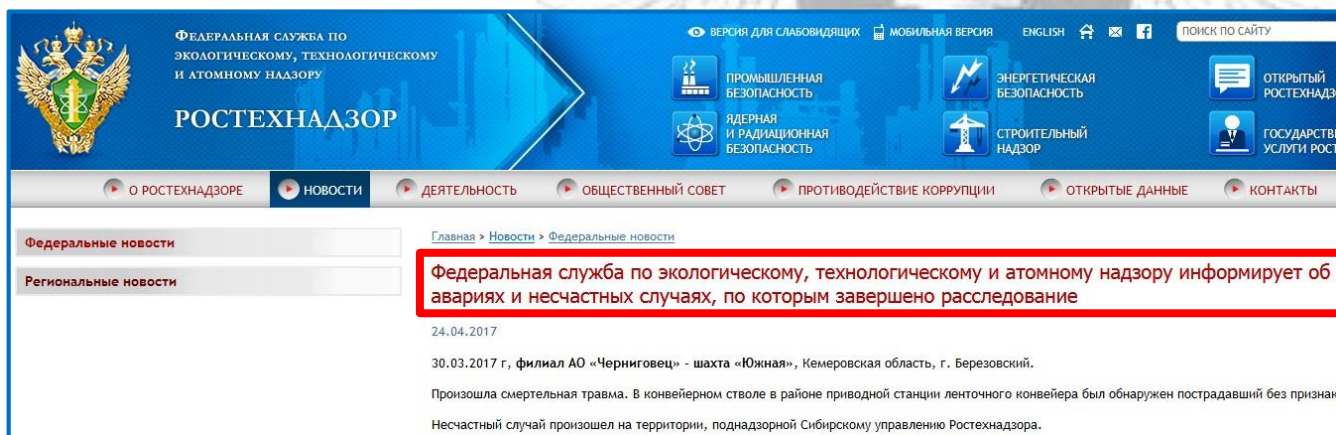 ФЕДЕРАЛЬНАЯ СЛУЖБА ПО
ЭКОЛОГИЧЕСКОМУ, ТЕХНОЛОГИЧЕСКОМУ
И АТОМНОМУ НАДЗОРУ
РОСТЕХНАДЗОР
ВЕРСИЯ ДЛЯ СЛАБОВИДЯЩИХ МОБИЛЬНАЯ ВЕРСИЯ ENGLISH ПОИСК ПО САЙТУ
ПРОМЫШЛЕННАЯ
БЕЗОПАСНОСТЬ
ЭНЕРГЕТИЧЕСКАЯ
БЕЗОПАСНОСТЬ
ОТКРЫТЫЙ
ЯДЕРНАЯ
И РАДИАЦИОННАЯ
БЕЗОПАСНОСТЬ
СТРОИТЕЛЬНЫЙ
НАДЗОР
УСЛУГИ
О РОСТЕХНАДЗОРЕ НОВОСТИ ДЕЯТЕЛЬНОСТЬ ОБЩЕСТВЕННЫЙ СОВЕТ ПРОТИВОДЕЙСТВИЕ КОРРУПЦИИ ОТКРЫТЫЕ ДАННЫЕ КОНТАКТЫ
Федеральные новости
Региональные новости
Главная > Новости > Федеральные новости
Федеральная служба по экологическому, технологическому и атомному надзору информирует об
авариях и несчастных случаях, по которым завершено расследование
24.04.2017
30.03.2017 г, филиал АО «Черниговец» - шахта «Южная», Кемеровская область, г. Березовский.
Произошла смертельная травма. В конвейерном стволе в районе приводной станции ленточного конвейера был обнаружен пострадавший без
Несчастный случай произошел на территории, поднадзорной Сибирскому управлению Ростехнадзора.